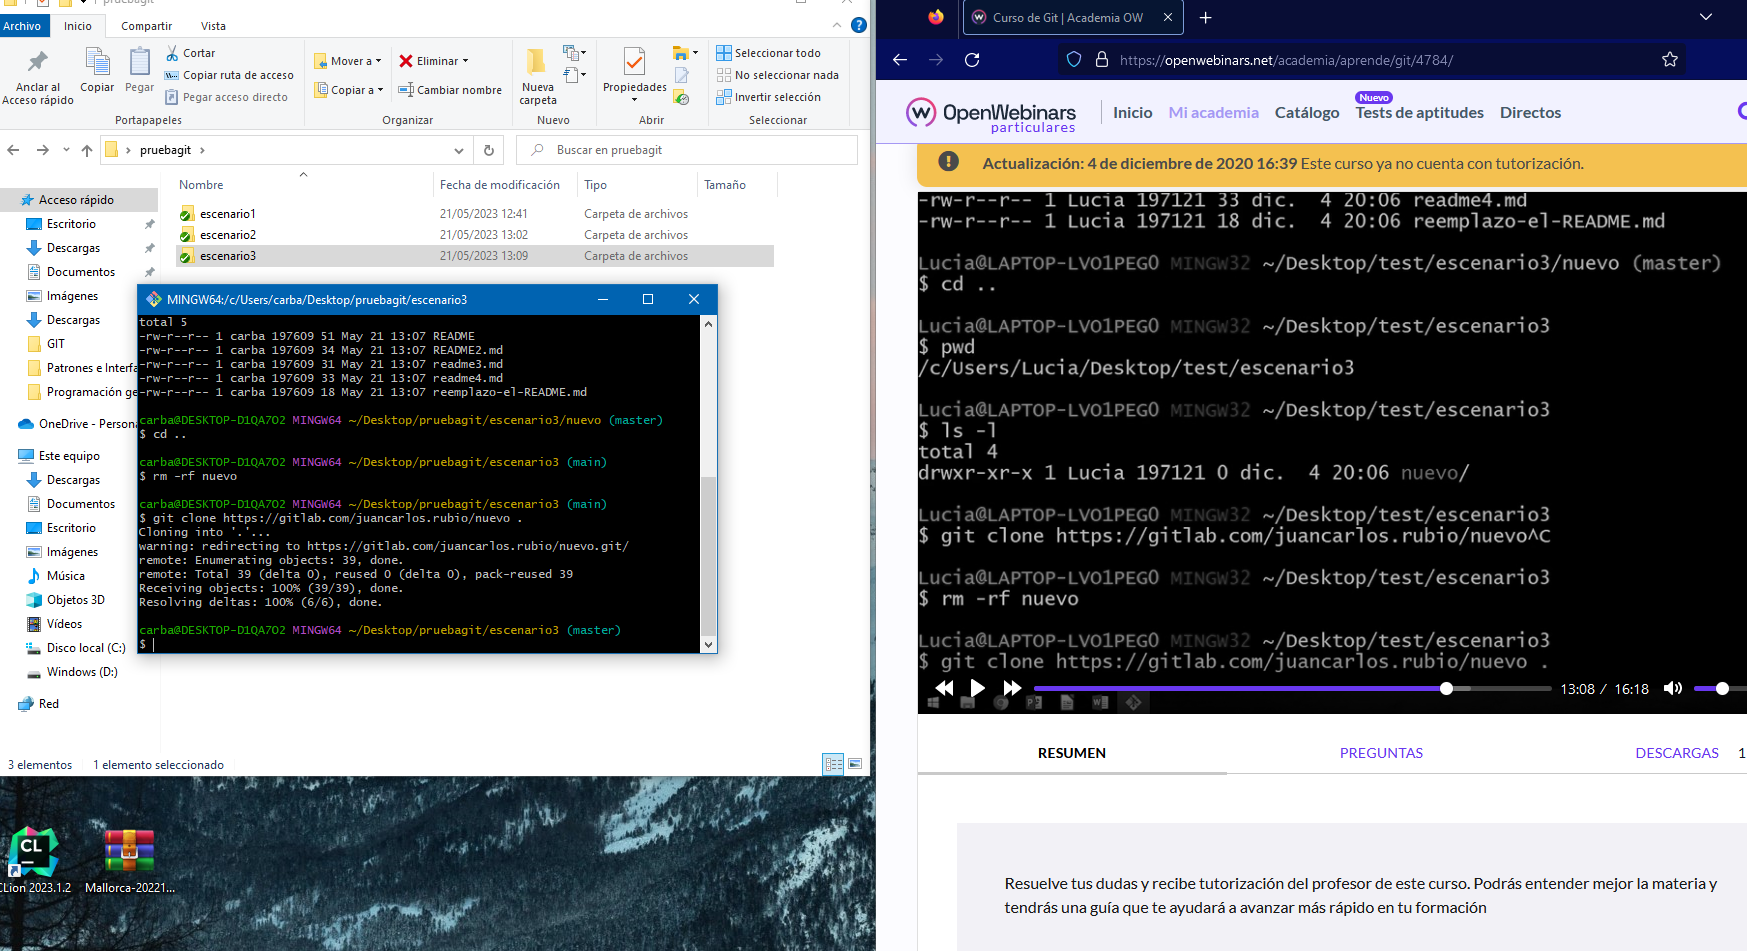 pruebagit
Archivo
Inicio
Compartir
Vista
Anclar al
Acceso rápido
Copiar
Pegar
Cortar
Copiar ruta de acceso
Pegar acceso directo
Portapapeles
Mover a
Copiar a
Eliminar
Cambiar nombre
Organizar
Nueva
carpeta
Nuevo
Propiedades
Abrir
Seleccionar todo
No seleccionar nada
Invertir selección
Seleccionar
pruebagit
Buscar en pruebagit
Nombre
Fecha de modificación
Tipo
Tamaño
escenario1 21/05/2023 12:41 Carpeta de archivos
escenario2 21/05/2023 13:02 Carpeta de archivos
escenario3 21/05/2023 13:09 Carpeta de archivos
Acceso rápido
Escritorio
Descargas
Documentos
Imágenes
Descargas
GIT
Patrones e Interfa
Programación ge
OneDrive - Persona
Este equipo
Descargas
Documentos
Escritorio
Imágenes
Música
Objetos 3D
Vídeos
Disco local (C:)
Windows (D:)
Red
3 elementos
1 elemento seleccionado
MINGW64:/c/Users/carba/Desktop/pruebagit/escenario3
total 5
-rw-r--r-- 1 carba 197609 51 May 21 13:07 README
-rw-r--r-- 1 carba 197609 34 May 21 13:07 README2.md
-rw-r--r-- 1 carba 197609 31 May 21 13:07 readme3.md
-rw-r--r-- 1 carba 197609 33 May 21 13:07 readme4.md
-rw-r--r-- 1 carba 197609 18 May 21 13:07 reemplazo-el-README.md
carba@DESKTOP-D1QA7O2 MINGW64 ~/Desktop/pruebagit/escenario3/nuevo (master)
$ cd ..
carba@DESKTOP-D1QA7O2 MINGW64 ~/Desktop/pruebagit/escenario3 (main)
$ rm -rf nuevo
carba@DESKTOP-D1QA7O2 MINGW64 ~/Desktop/pruebagit/escenario3 (main)
$ git clone https://gitlab.com/juancarlos.rubio/nuevo .
Cloning into '.'...
warning: redirecting to https://gitlab.com/juancarlos.rubio/nuevo.git/
remote: Enumerating objects: 39, done.
remote: Total 39 (delta 0), reused 0 (delta 0), pack-reused 39
Receiving objects: 100% (39/39), done.
Resolving deltas: 100% (6/6), done.
carba@DESKTOP-D1QA7O2 MINGW64 ~/Desktop/pruebagit/escenario3 (master)
$
CL
CLion 2023.1.2
Mallorca-20221...
Curso de Git | Academia OW
https://openwebinars.net/academia/aprende/git/4784/
OpenWebinars
particulares
Inicio
Mi academia
Catálogo
Nuevo
Tests de aptitudes
Directos
Actualización: 4 de diciembre de 2020 16:39 Este curso ya no cuenta con tutorización.
-rw-r--r-- 1 Lucia 197121 33 dic. 4 20:06 readme4.md
-rw-r--r-- 1 Lucia 197121 18 dic. 4 20:06 reemplazo-el-README.md
Lucia@LAPTOP-LVO1PEG0 MINGW32 ~/Desktop/test/escenario3/nuevo (master)
$ cd ..
Lucia@LAPTOP-LVO1PEG0 MINGW32 ~/Desktop/test/escenario3
$ pwd
/c/Users/Lucia/Desktop/test/escenario3
Lucia@LAPTOP-LVO1PEG0 MINGW32 ~/Desktop/test/escenario3
$ ls -l
total 4
drwxr-xr-x 1 Lucia 197121 0 dic. 4 20:06 nuevo/
Lucia@LAPTOP-LVO1PEG0 MINGW32 ~/Desktop/test/escenario3
$ git clone https://gitlab.com/juancarlos.rubio/nuevo^C
Lucia@LAPTOP-LVO1PEG0 MINGW32 ~/Desktop/test/escenario3
$ rm -rf nuevo
Lucia@LAPTOP-LVO1PEG0 MINGW32 ~/Desktop/test/escenario3
$ git clone https://gitlab.com/juancarlos.rubio/nuevo .
13:08 / 16:18
RESUMEN
PREGUNTAS
DESCARGAS 1
Resuelve tus dudas y recibe tutorización del profesor de este curso. Podrás entender mejor la materia y
tendrás una guía que te ayudará a avanzar más rápido en tu formación